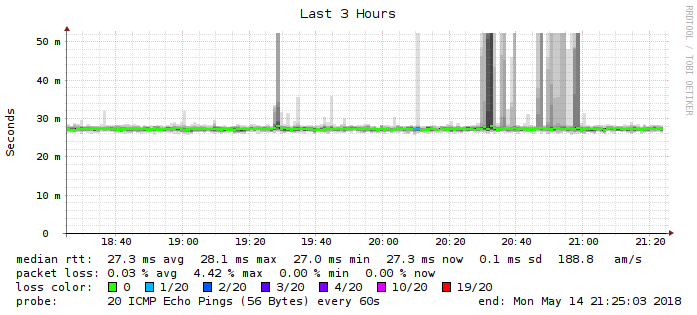 Last 3 Hours
RRDTOOL / TOBI OETIKER
Seconds
50 m
40 m
30 m
20 m
10 m
0
18:40 19:00 19:20 19:40 20:00 20:20 20:40 21:00 21:20
median rtt: 27.3 ms avg 28.1 ms max 27.0 ms min 27.3 ms now 0.1 ms sd 188.8 am/s
packet loss: 0.03 % avg 4.42 % max 0.00 % min 0.00 % now
loss color: 0 1/20 2/20 3/20 4/20 10/20 19/20
probe: 20 ICMP Echo Pings (56 Bytes) every 60s end: Mon May 14 21:25:03 2018